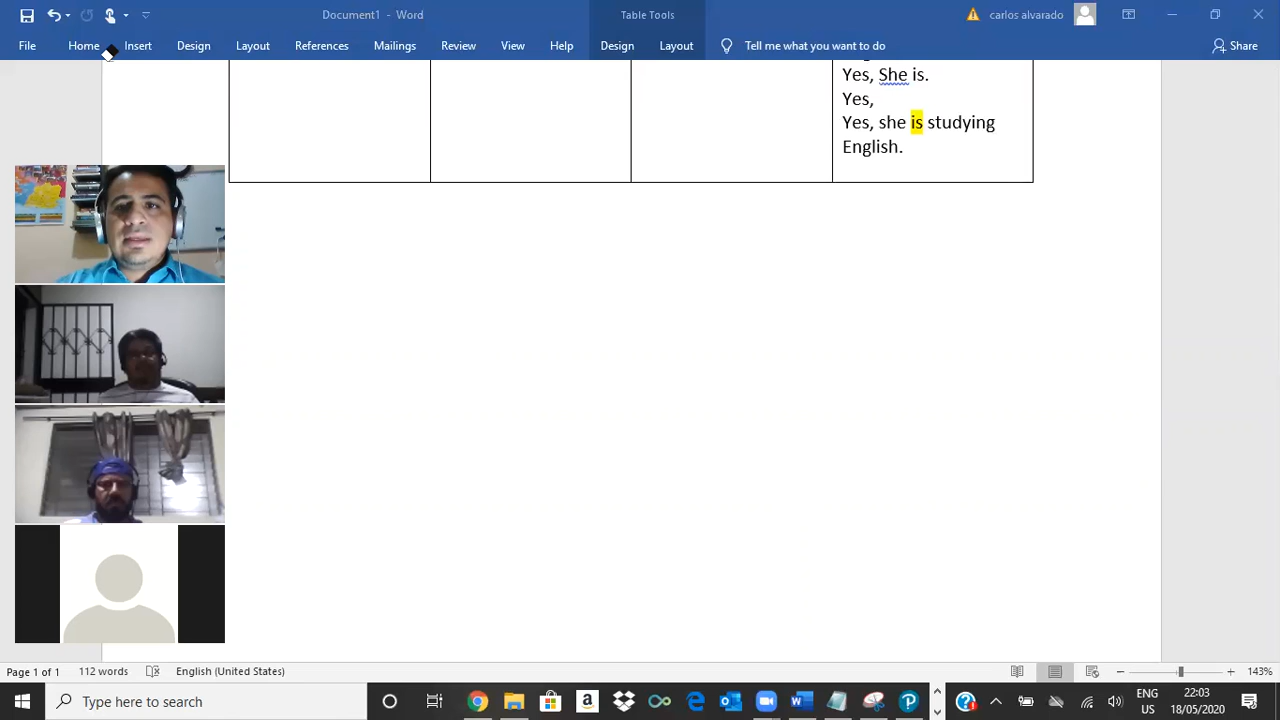 Document1 - Word
Table Tools
carlos alvarado
File
Home
Insert
Design
Layout
References
Mailings
Review
View
Help
Design
Layout
Tell me what you want to do
Share
Yes, She is.
Yes,
Yes, she is studying
English.
Page 1 of 1
112 words
English (United States)
143%
Type here to search
ENG
US
22:03
18/05/2020